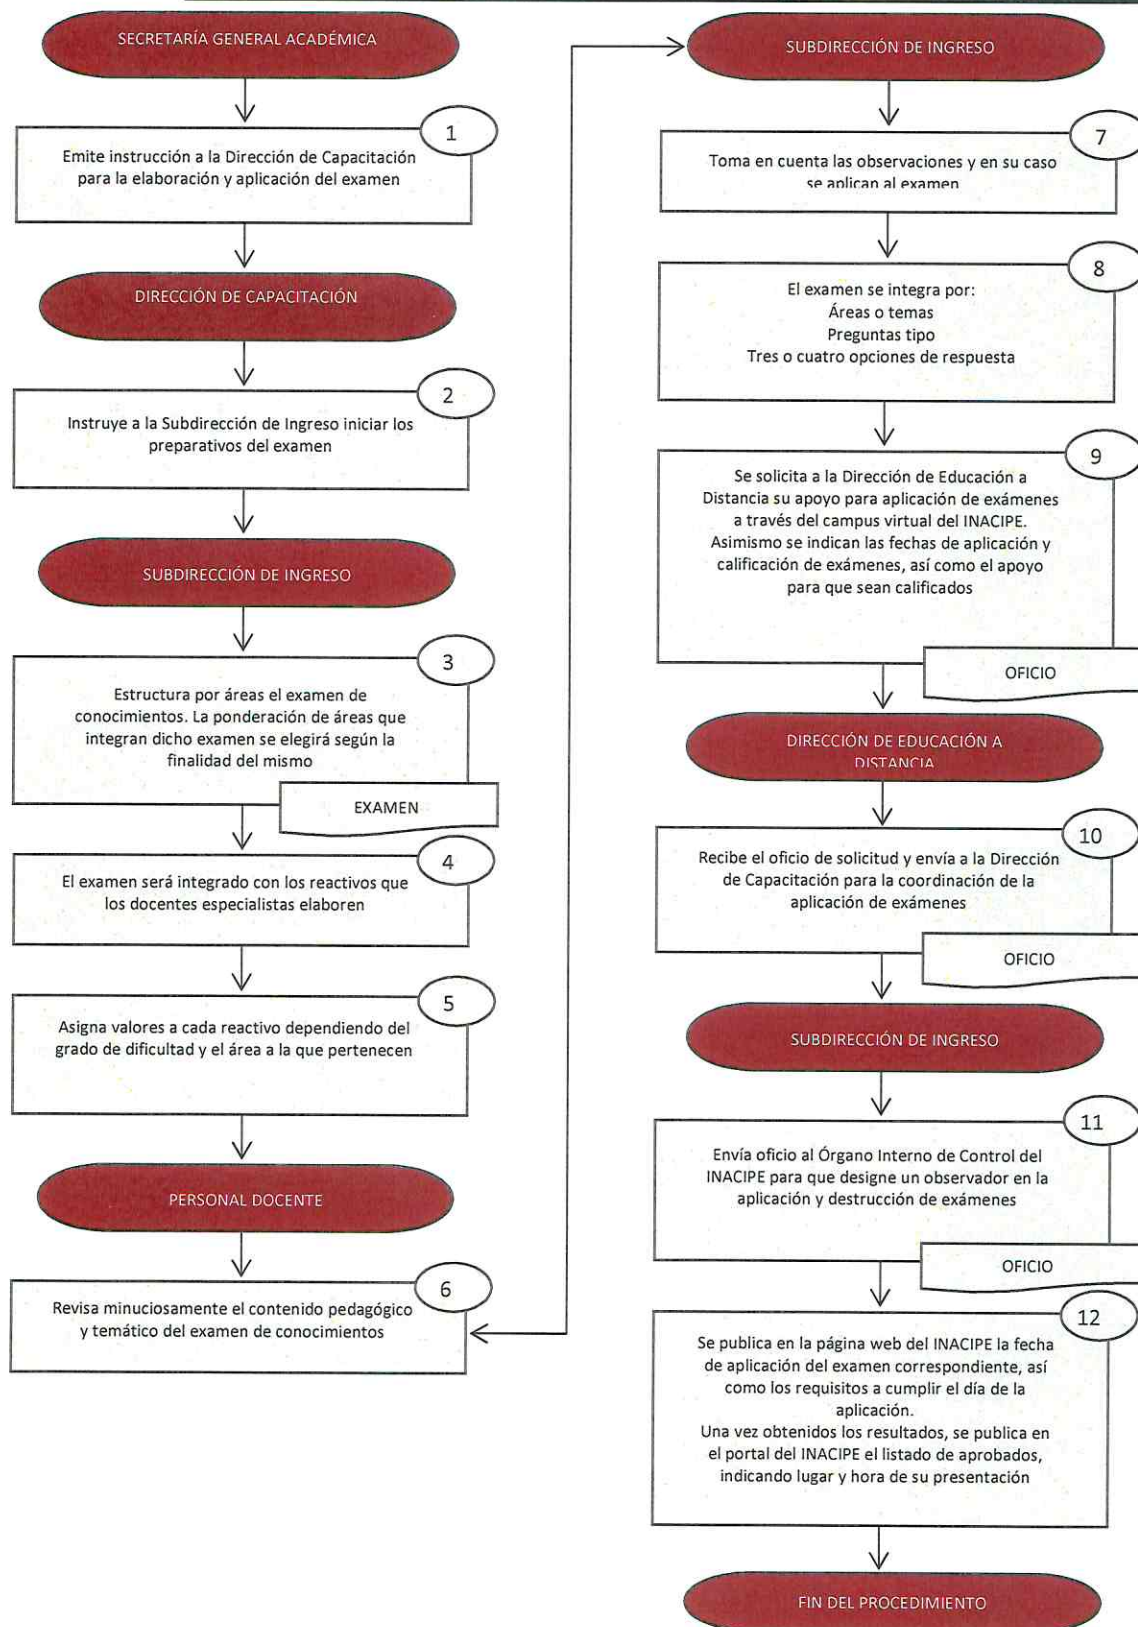 SECRETARÍA GENERAL ACADÉMICA
1
Emite instrucción a la Dirección de Capacitación
para la elaboración y aplicación del examen
DIRECCIÓN DE CAPACITACIÓN
2
Instruye a la Subdirección de Ingreso iniciar los
preparativos del examen
SUBDIRECCIÓN DE INGRESO
3
Estructura por áreas el examen de
conocimientos. La ponderación de áreas que
integran dicho examen se elegirá según la
finalidad del mismo
EXAMEN
4
El examen será integrado con los reactivos que
los docentes especialistas elaboren
5
Asigna valores a cada reactivo dependiendo del
grado de dificultad y el área a la que pertenecen
PERSONAL DOCENTE
6
Revisa minuciosamente el contenido pedagógico
y temático del examen de conocimientos
SUBDIRECCIÓN DE INGRESO
7
Toma en cuenta las observaciones y en su caso
se aplican al examen
8
El examen se integra por:
Áreas o temas
Preguntas tipo
Tres o cuatro opciones de respuesta
9
Se solicita a la Dirección de Educación a
Distancia su apoyo para aplicación de exámenes
a través del campus virtual del INACIPE.
Asimismo se indican las fechas de aplicación y
calificación de exámenes, así como el apoyo
para que sean calificados
OFICIO
DIRECCIÓN DE EDUCACIÓN A
DISTANCIA
10
Recibe el oficio de solicitud y envía a la Dirección
de Capacitación para la coordinación de la
aplicación de exámenes
OFICIO
SUBDIRECCIÓN DE INGRESO
11
Envía oficio al Órgano Interno de Control del
INACIPE para que designe un observador en la
aplicación y destrucción de exámenes
OFICIO
12
Se publica en la página web del INACIPE la fecha
de aplicación del examen correspondiente, así
como los requisitos a cumplir el día de la
aplicación.
Una vez obtenidos los resultados, se publica en
el portal del INACIPE el listado de aprobados,
indicando lugar y hora de su presentación
FIN DEL PROCEDIMIENTO